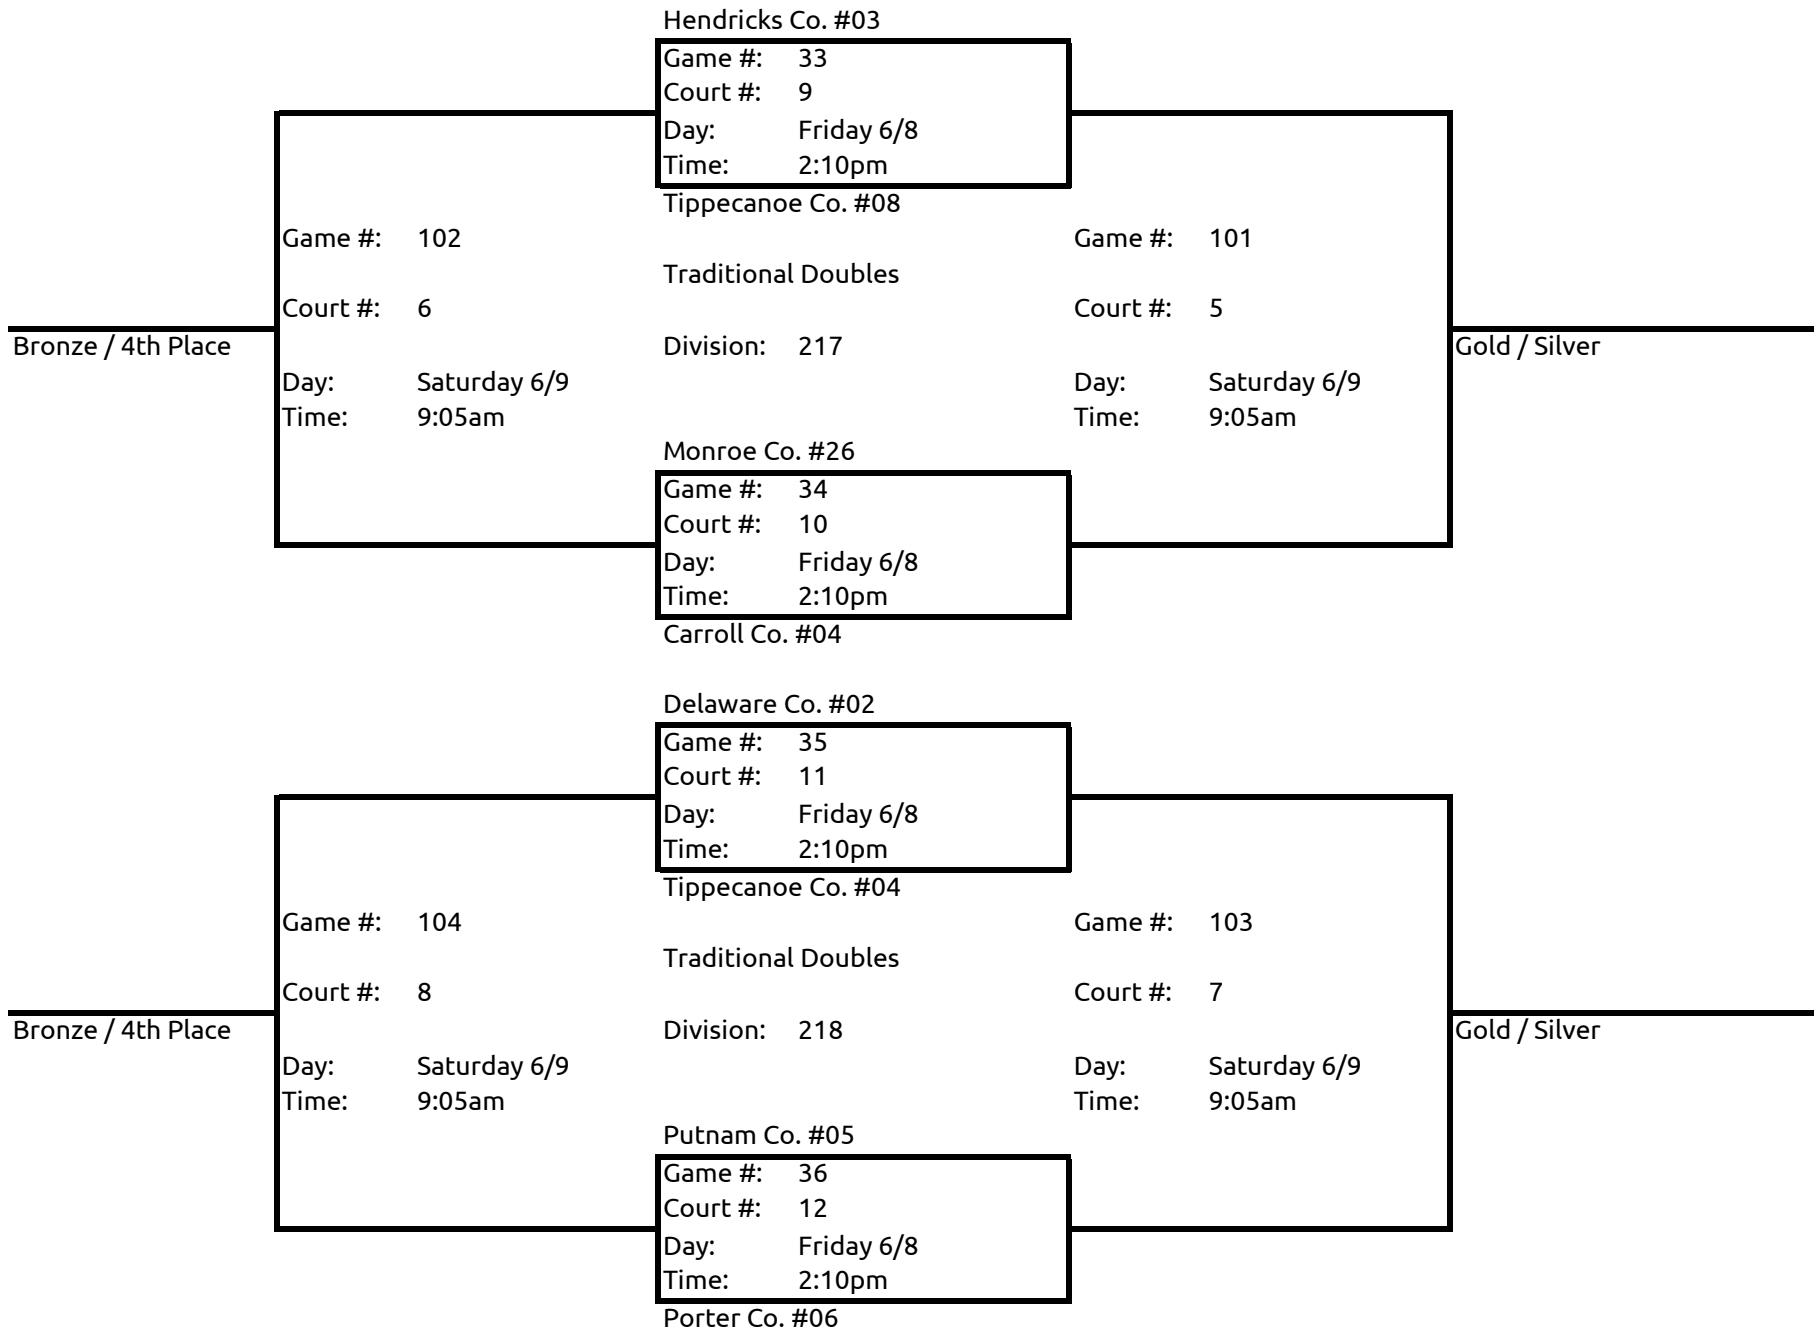 Hendricks Co. #03
Game #: 33
Court #: 9
Day: Friday 6/8
Time: 2:10pm
Tippecanoe Co. #08
Game #: 102
Game #: 101
Traditional Doubles
Court #: 6
Court #: 5
Bronze / 4th Place
Division: 217
Gold / Silver
Day: Saturday 6/9
Day: Saturday 6/9
Time: 9:05am
Time: 9:05am
Monroe Co. #26
Game #: 34
Court #: 10
Day: Friday 6/8
Time: 2:10pm
Carroll Co. #04
Delaware Co. #02
Game #: 35
Court #: 11
Day: Friday 6/8
Time: 2:10pm
Tippecanoe Co. #04
Game #: 104
Game #: 103
Traditional Doubles
Court #: 8
Court #: 7
Bronze / 4th Place
Division: 218
Gold / Silver
Day: Saturday 6/9
Day: Saturday 6/9
Time: 9:05am
Time: 9:05am
Putnam Co. #05
Game #: 36
Court #: 12
Day: Friday 6/8
Time: 2:10pm
Porter Co. #06